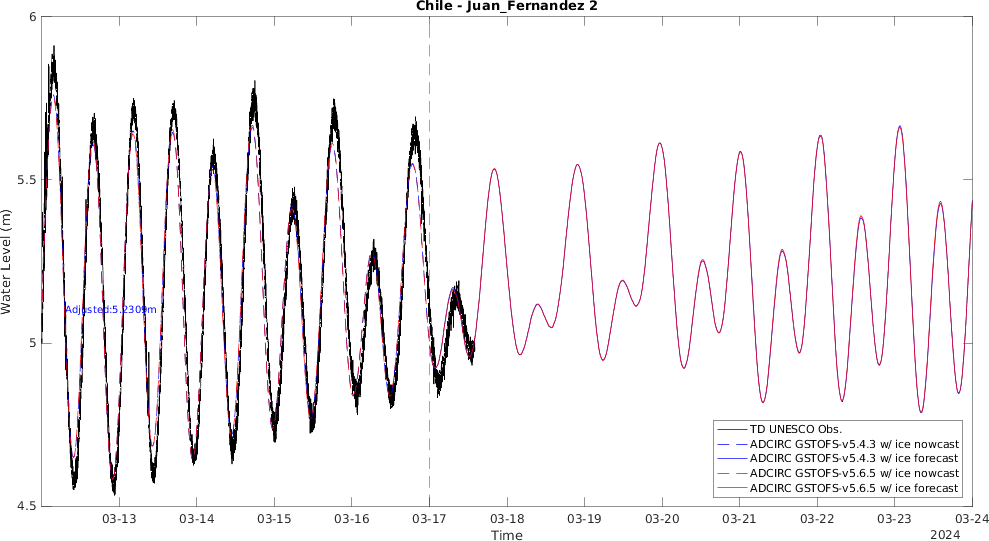 Chile - Juan_Fernandez 2
6
5.5
5
4.5
Water Level (m)
Adjusted:5.2309m
TD UNESCO Obs.
ADCIRC GSTOFS-v5.4.3 w/ ice nowcast
ADCIRC GSTOFS-v5.4.3 w/ ice forecast
ADCIRC GSTOFS-v5.6.5 w/ ice nowcast
ADCIRC GSTOFS-v5.6.5 w/ ice forecast
03-13 03-14 03-15 03-16 03-17 03-18 03-19 03-20 03-21 03-22 03-23 03-24
Time
2024